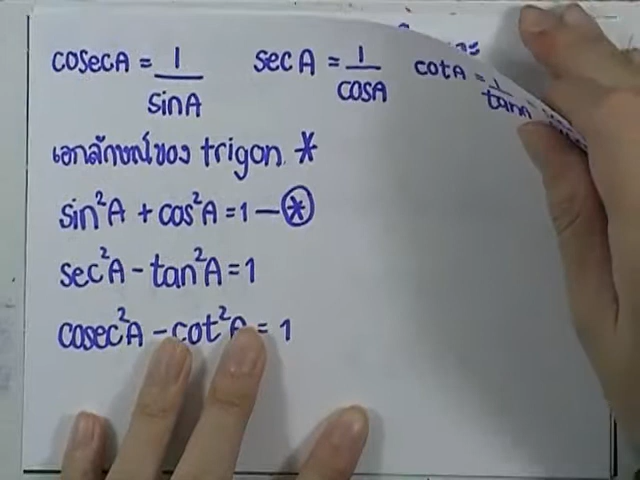 cosecA = 1/sinA secA = 1/cosA cotA = 1/tanA =
เอกลักษณ์ของ trigon. *
sin²A + cos²A = 1 — ⊛
sec²A - tan²A = 1
cosec²A - cot²A = 1